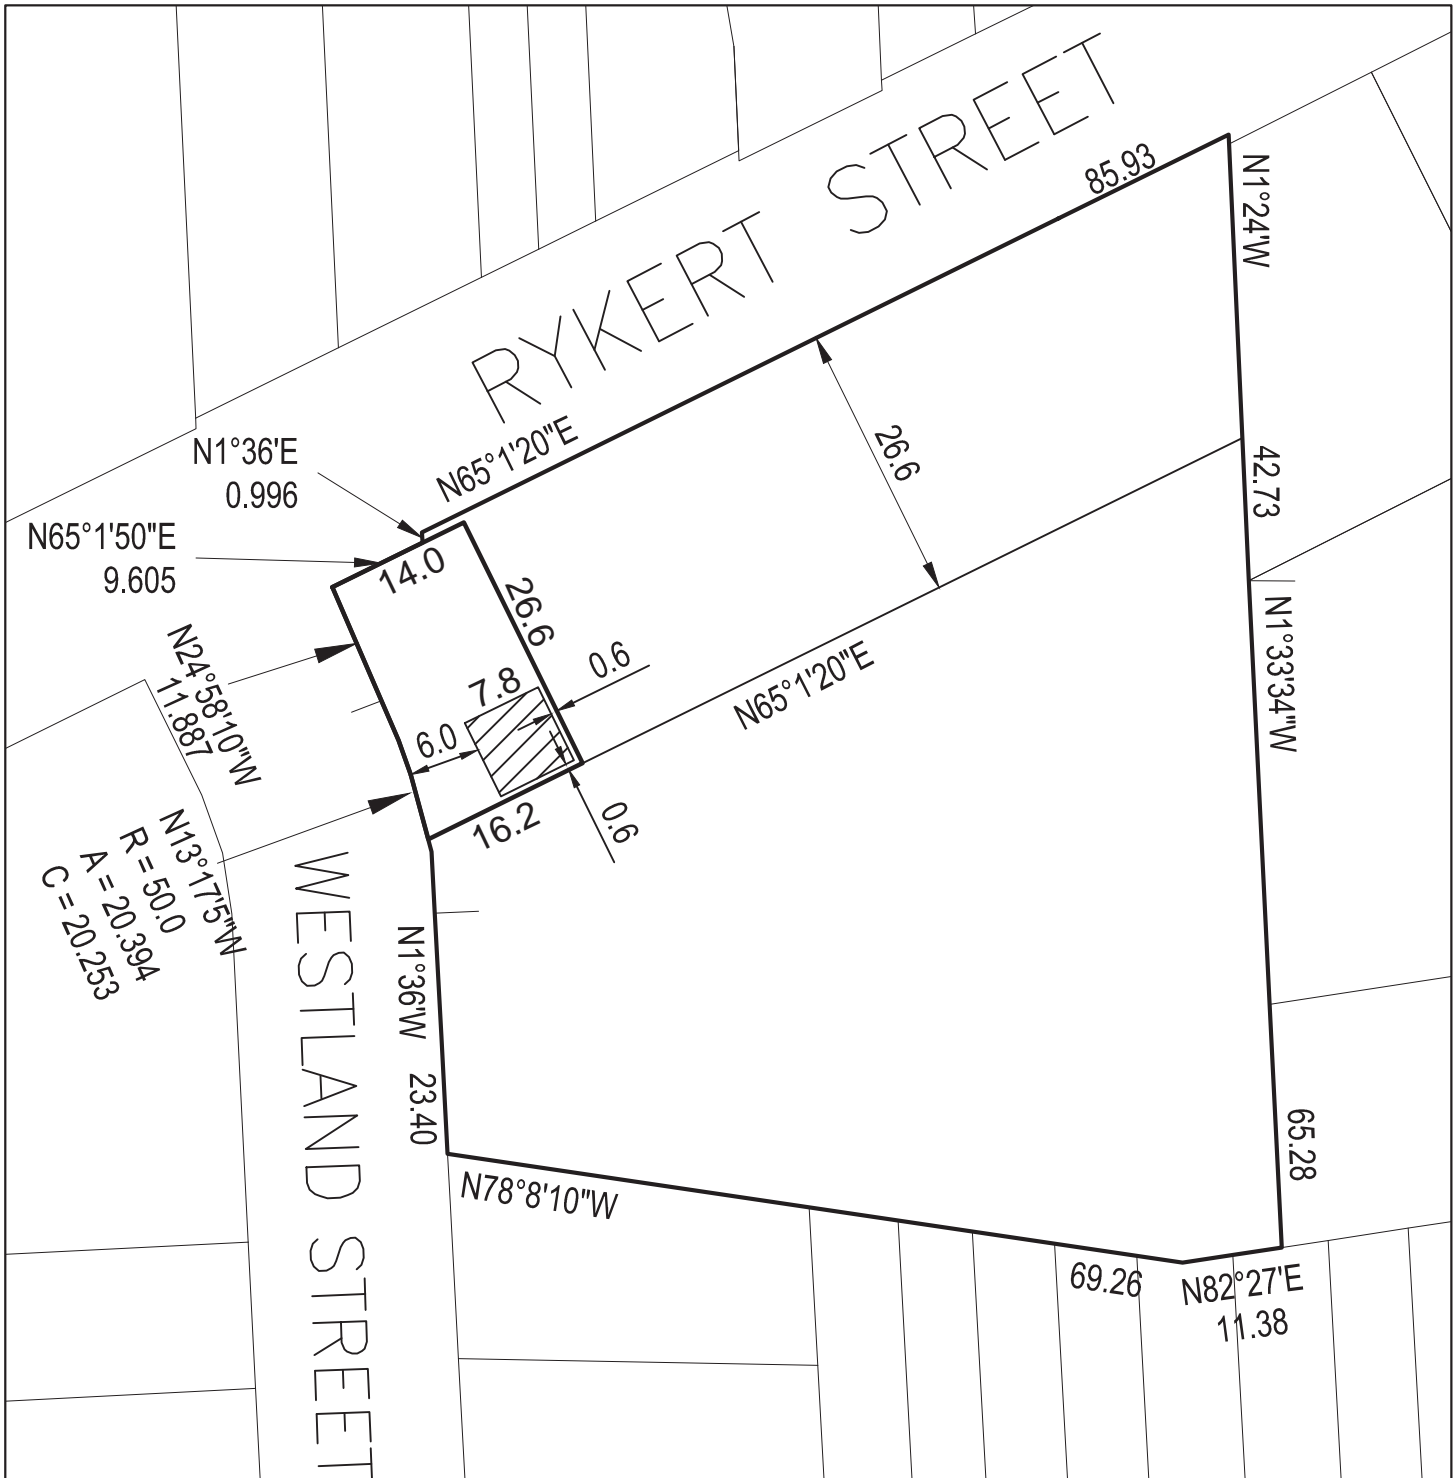 RYKERT STREET
85.93
N1°24'W
N65°1'20"E
26.6
42.73
N1°36'E
0.996
N65°1'50"E
9.605
14.0
26.6
N24°58'10"W
11.887
7.8
0.6
6.0
N65°1'20"E
N1°33'34"W
16.2
0.6
N13°17'5"W
R = 50.0
A = 20.394
C = 20.253
WESTLAND STREET
N1°36'W
23.40
65.28
N78°8'10"W
69.26
N82°27'E
11.38